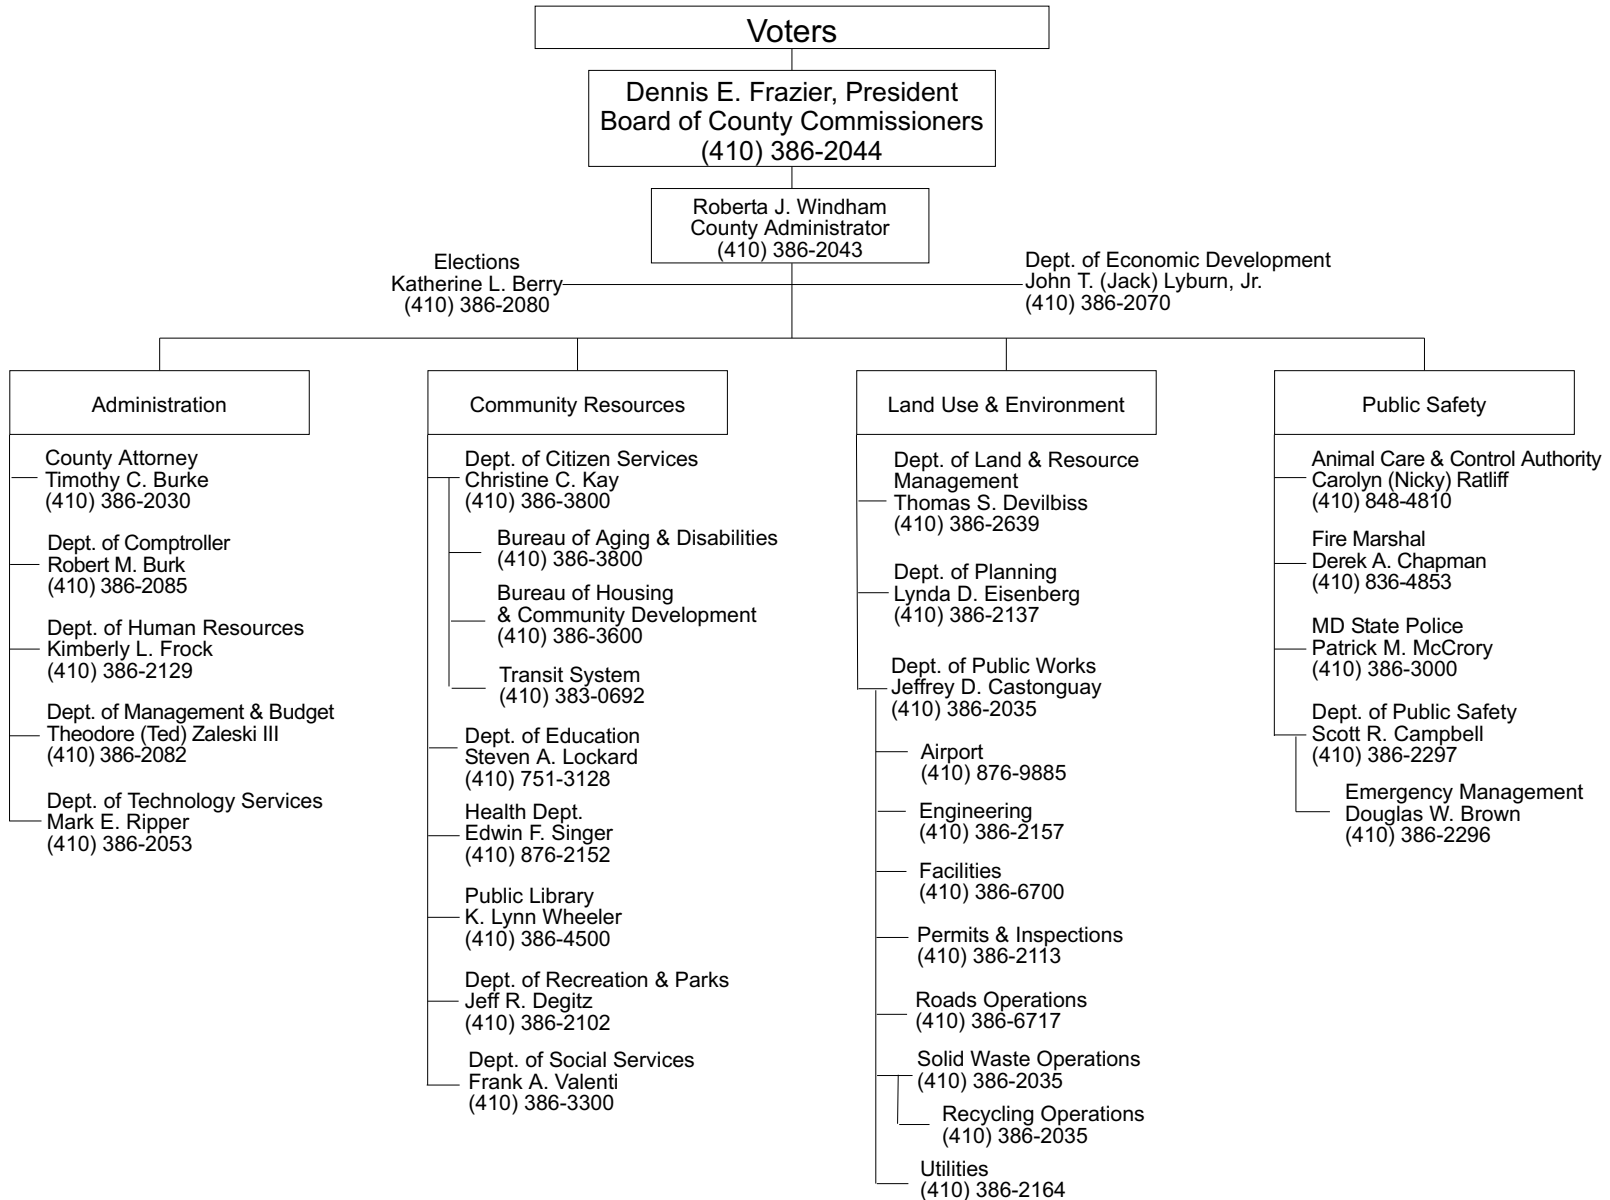 Voters
Dennis E. Frazier, President
Board of County Commissioners
(410) 386-2044
Roberta J. Windham
County Administrator
(410) 386-2043
Elections
Katherine L. Berry
(410) 386-2080
Dept. of Economic Development
John T. (Jack) Lyburn, Jr.
(410) 386-2070
Administration
County Attorney
Timothy C. Burke
(410) 386-2030
Dept. of Comptroller
Robert M. Burk
(410) 386-2085
Dept. of Human Resources
Kimberly L. Frock
(410) 386-2129
Dept. of Management & Budget
Theodore (Ted) Zaleski III
(410) 386-2082
Dept. of Technology Services
Mark E. Ripper
(410) 386-2053
Community Resources
Dept. of Citizen Services
Christine C. Kay
(410) 386-3800
Bureau of Aging & Disabilities
(410) 386-3800
Bureau of Housing
& Community Development
(410) 386-3600
Transit System
(410) 383-0692
Dept. of Education
Steven A. Lockard
(410) 751-3128
Health Dept.
Edwin F. Singer
(410) 876-2152
Public Library
K. Lynn Wheeler
(410) 386-4500
Dept. of Recreation & Parks
Jeff R. Degitz
(410) 386-2102
Dept. of Social Services
Frank A. Valenti
(410) 386-3300
Land Use & Environment
Dept. of Land & Resource
Management
Thomas S. Devilbiss
(410) 386-2639
Dept. of Planning
Lynda D. Eisenberg
(410) 386-2137
Dept. of Public Works
Jeffrey D. Castonguay
(410) 386-2035
Airport
(410) 876-9885
Engineering
(410) 386-2157
Facilities
(410) 386-6700
Permits & Inspections
(410) 386-2113
Roads Operations
(410) 386-6717
Solid Waste Operations
(410) 386-2035
Recycling Operations
(410) 386-2035
Utilities
(410) 386-2164
Public Safety
Animal Care & Control Authority
Carolyn (Nicky) Ratliff
(410) 848-4810
Fire Marshal
Derek A. Chapman
(410) 836-4853
MD State Police
Patrick M. McCrory
(410) 386-3000
Dept. of Public Safety
Scott R. Campbell
(410) 386-2297
Emergency Management
Douglas W. Brown
(410) 386-2296